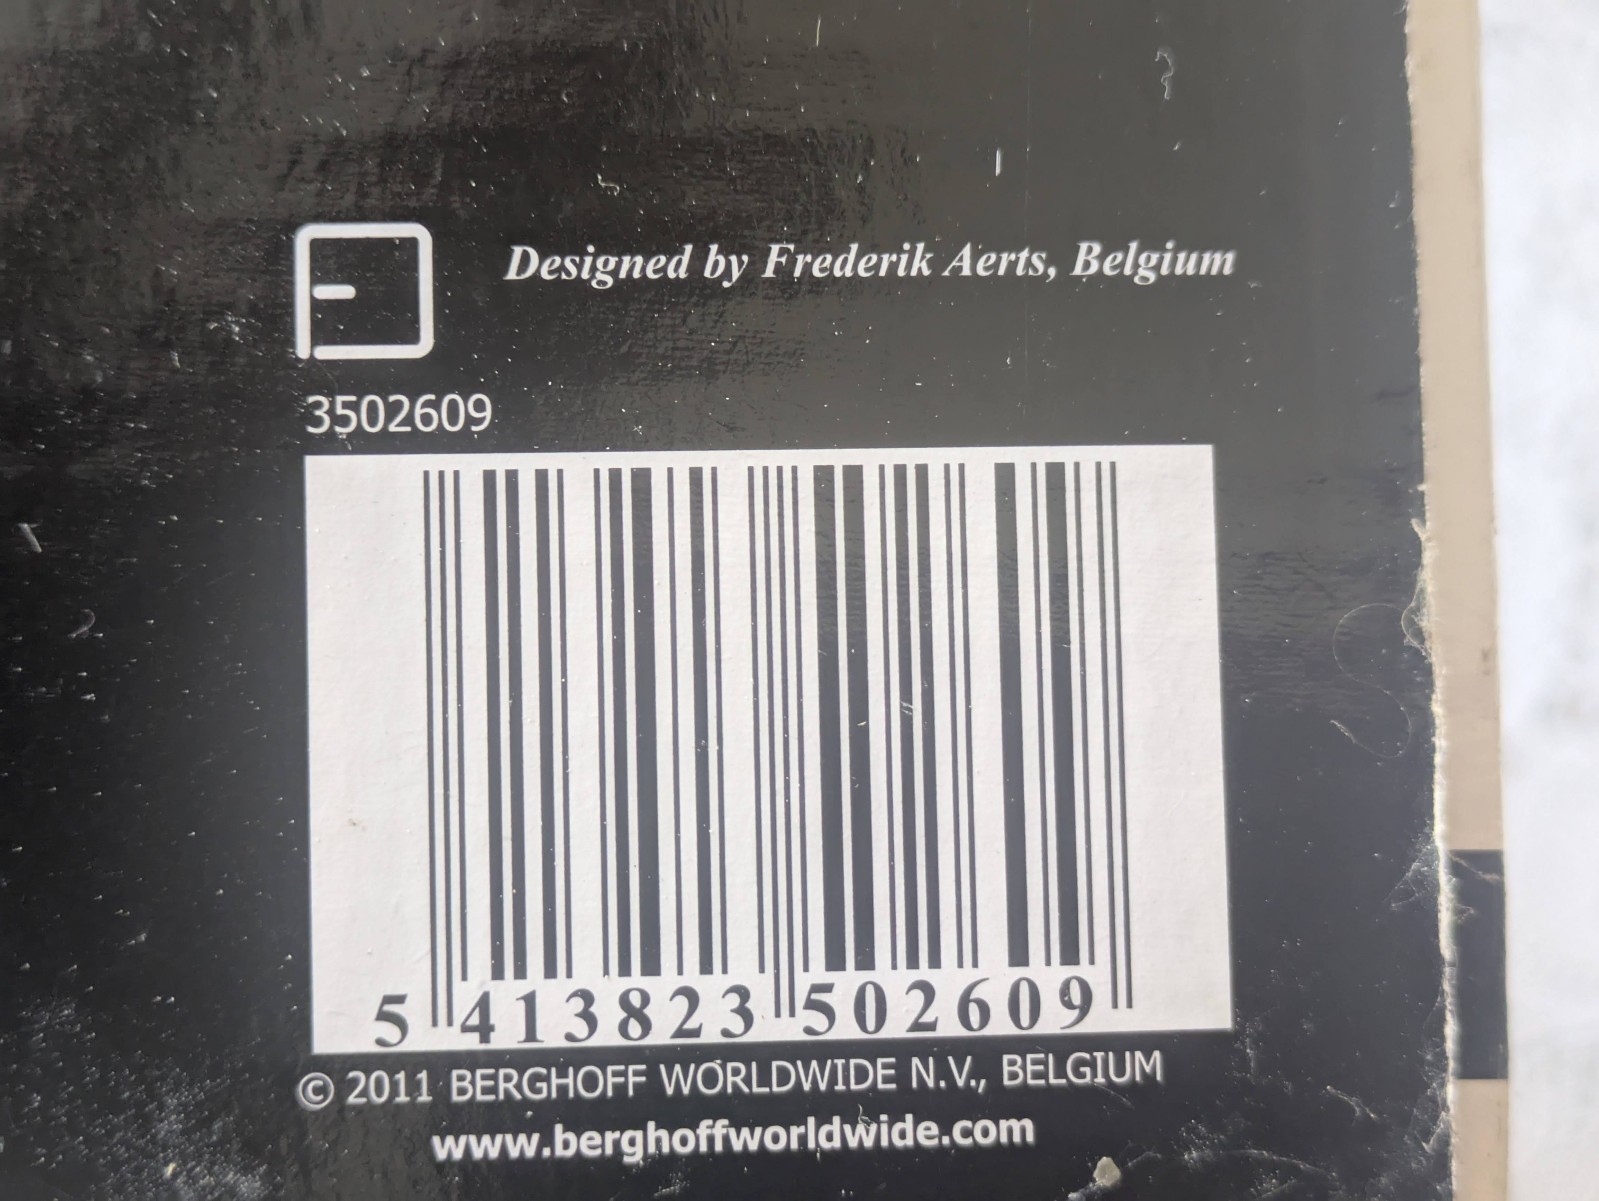 Designed by Frederik Aerts, Belgium
3502609
5 413823 502609
© 2011 BERGHOFF WORLDWIDE N.V., BELGIUM
www.berghoffworldwide.com